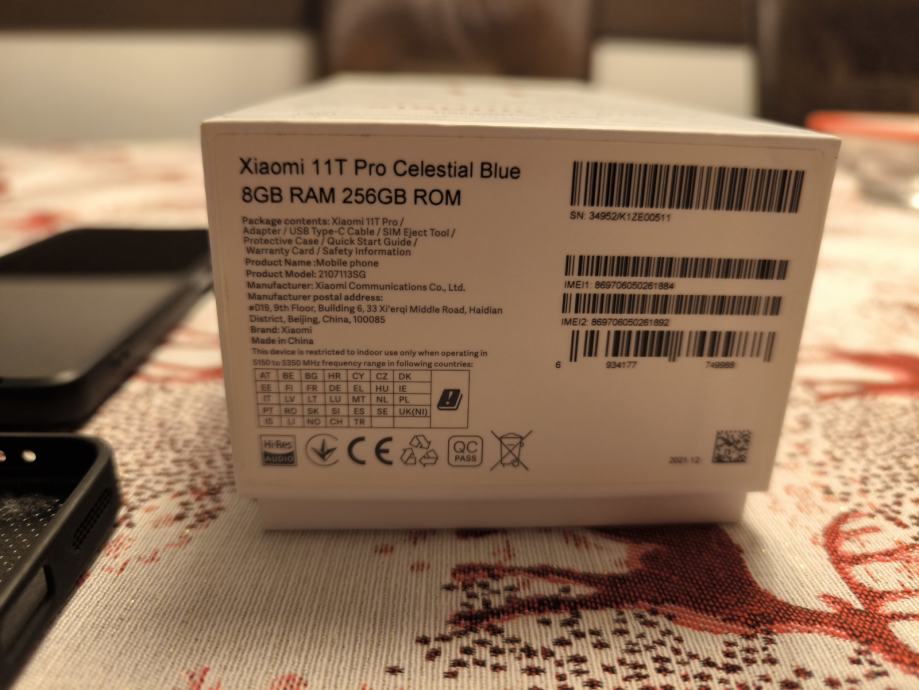 Xiaomi 11T Pro Celestial Blue
8GB RAM 256GB ROM
Package contents: Xiaomi 11T Pro /
Adapter / USB Type-C Cable / SIM Eject Tool /
Protective Case / Quick Start Guide /
Warranty Card / Safety Information
Product Name :Mobile phone
Product Model: 2107113SG
Manufacturer: Xiaomi Communications Co., Ltd.
Manufacturer postal address:
#019, 9th Floor, Building 6, 33 Xi'erqi Middle Road, Haidian
District, Beijing, China, 100085
Brand: Xiaomi
Made in China
This device is restricted to indoor use only when operating in
5150 to 5350 MHz frequency range in following countries:
AT BE BG HR CY CZ DK
EE FI FR DE EL HU IE
IT LV LT LU MT NL PL
PT RO SK SI ES SE UK(NI)
IS LI NO CH TR
Hi-Res
AUDIO
CE
QC
PASS
SN: 34952/K1ZE00511
IMEI1: 869706050261884
IMEI2: 869706050261892
6 934177 749988
2021.12